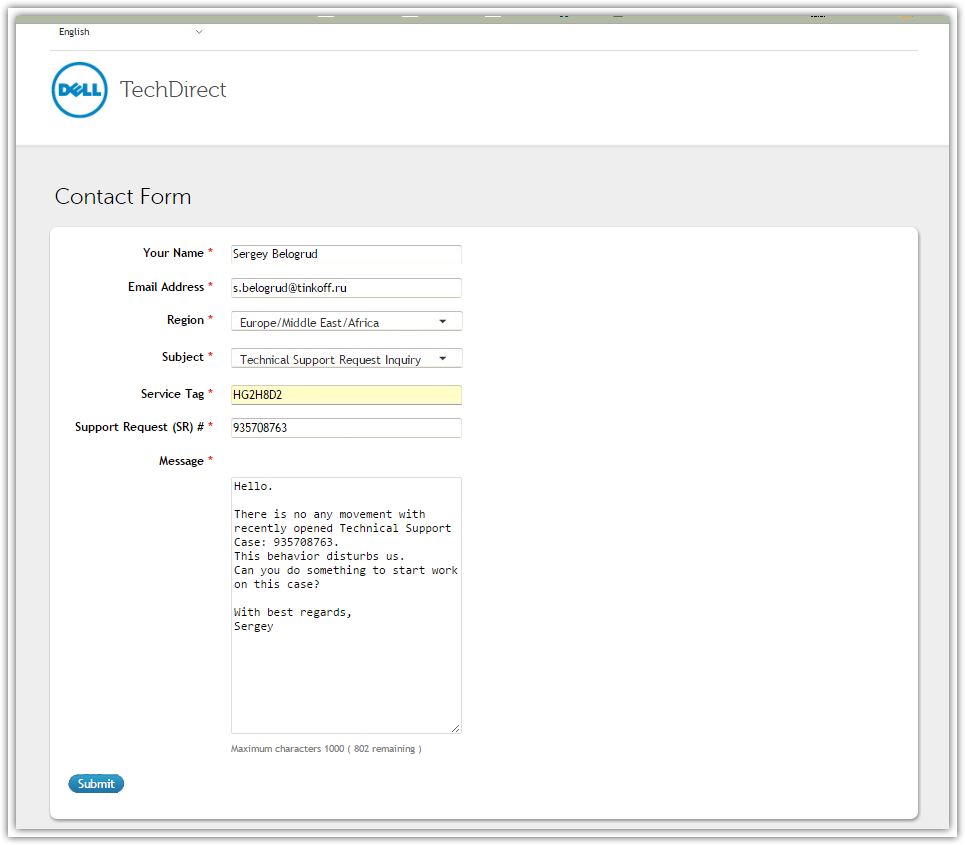 English
DELL
TechDirect
Contact Form
Your Name *
Sergey Belogrud
Email Address *
s.belogrud@tinkoff.ru
Region *
Europe/Middle East/Africa
Subject *
Technical Support Request Inquiry
Service Tag *
HG2H8D2
Support Request (SR) # *
935708763
Message *
Hello.
There is no any movement with
recently opened Technical Support
Case: 935708763.
This behavior disturbs us.
Can you do something to start work
on this case?
With best regards,
Sergey
Maximum characters 1000 ( 802 remaining )
Submit